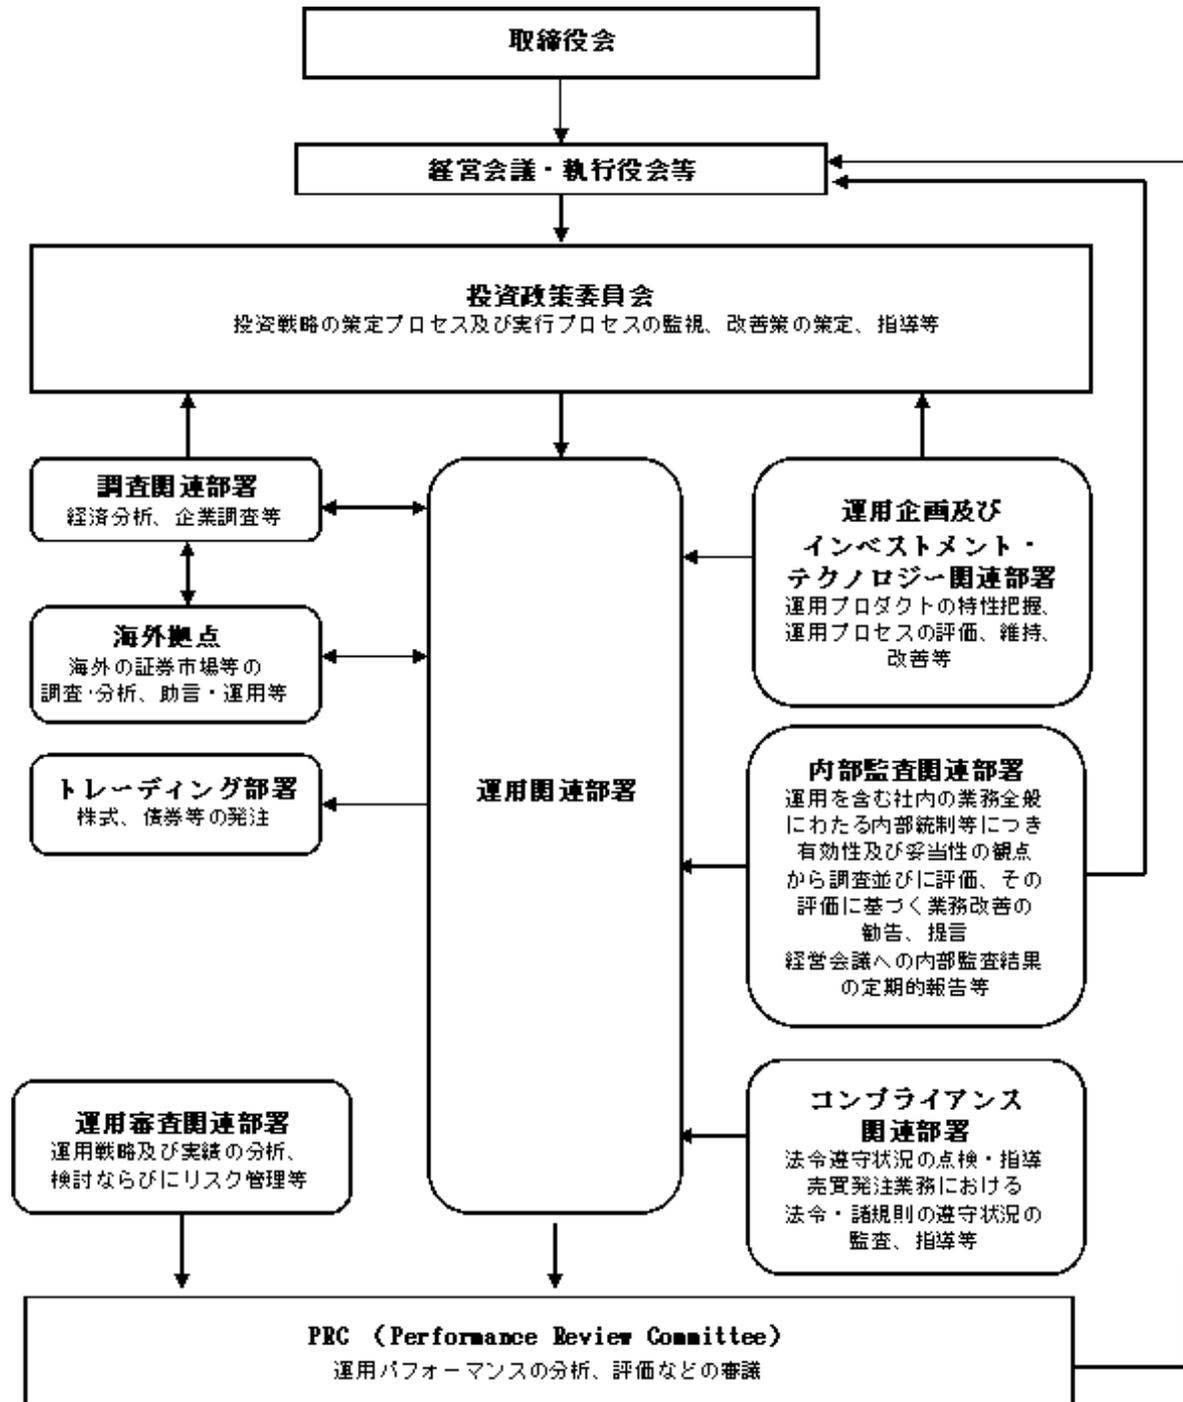 取締役会
経営会議・執行役会等
投資政策委員会
投資戦略の策定プロセス及び実行プロセスの監視、改善策の策定、指導等
調査関連部署
経済分析、企業調査等
海外拠点
海外の証券市場等の
調査・分析、助言・運用等
トレーディング部署
株式、債券等の発注
運用関連部署
運用企画及び
インベストメント・
テクノロジー関連部署
運用プロダクトの特性把握、
運用プロセスの評価、維持、
改善等
内部監査関連部署
運用を含む社内の業務全般
にわたる内部統制等につき
有効性及び妥当性の観点
から調査並びに評価、その
評価に基づく業務改善の
勧告、提言
経営会議への内部監査結果
の定期的報告等
運用審査関連部署
運用戦略及び実績の分析、
検討ならびにリスク管理等
コンプライアンス
関連部署
法令遵守状況の点検・指導
売買発注業務における
法令・諸規則の遵守状況の
監査、指導等
PRC （Performance Review Committee）
運用パフォーマンスの分析、評価などの審議